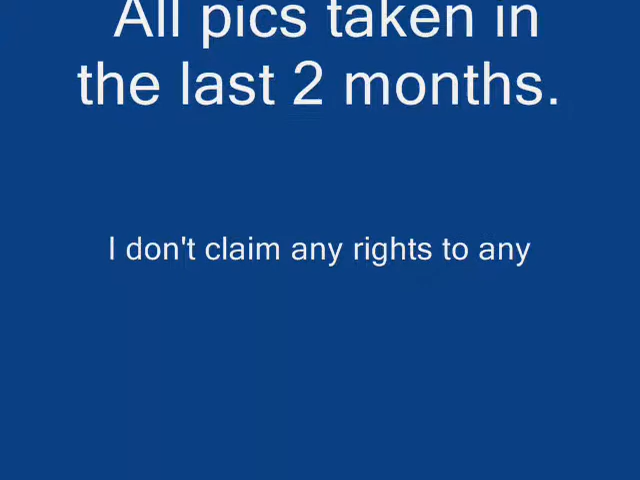 All pics taken in
the last 2 months.
I don't claim any rights to any